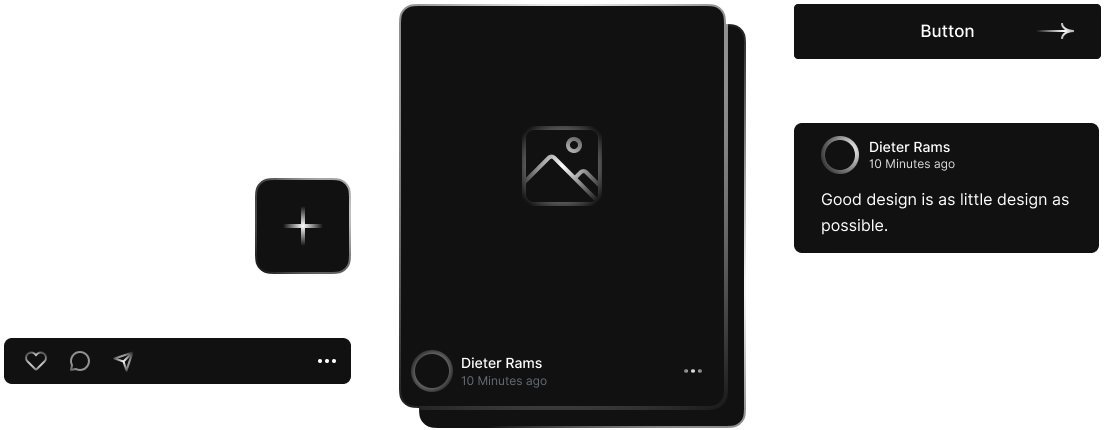 Button
Dieter Rams
10 Minutes ago
Good design is as little design as
possible.
Dieter Rams
10 Minutes ago